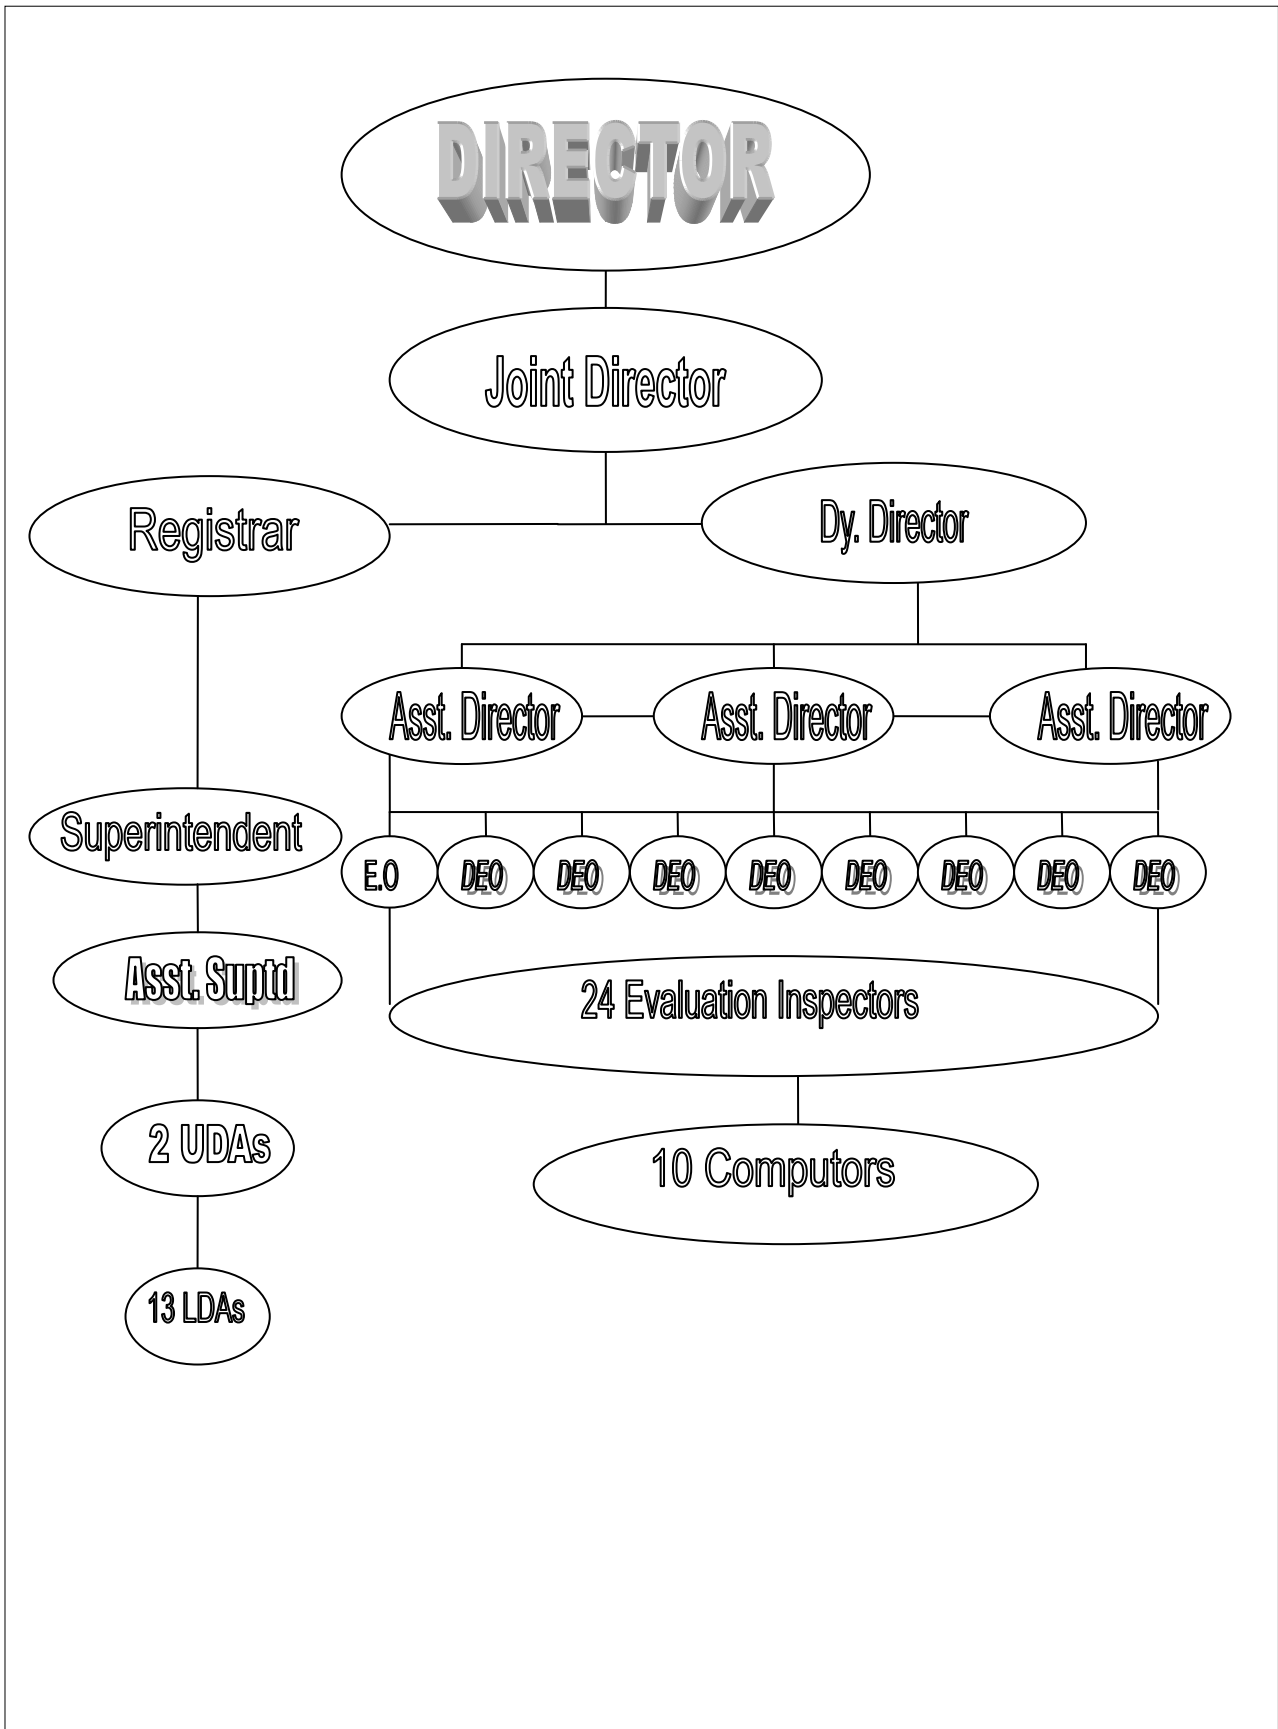 DIRECTOR
Joint Director
Registrar
Dy. Director
Asst. Director
Asst. Director
Asst. Director
Superintendent
E.O
DEO
DEO
DEO
DEO
DEO
DEO
DEO
DEO
Asst. Suptd
24 Evaluation Inspectors
2 UDAs
10 Computors
13 LDAs